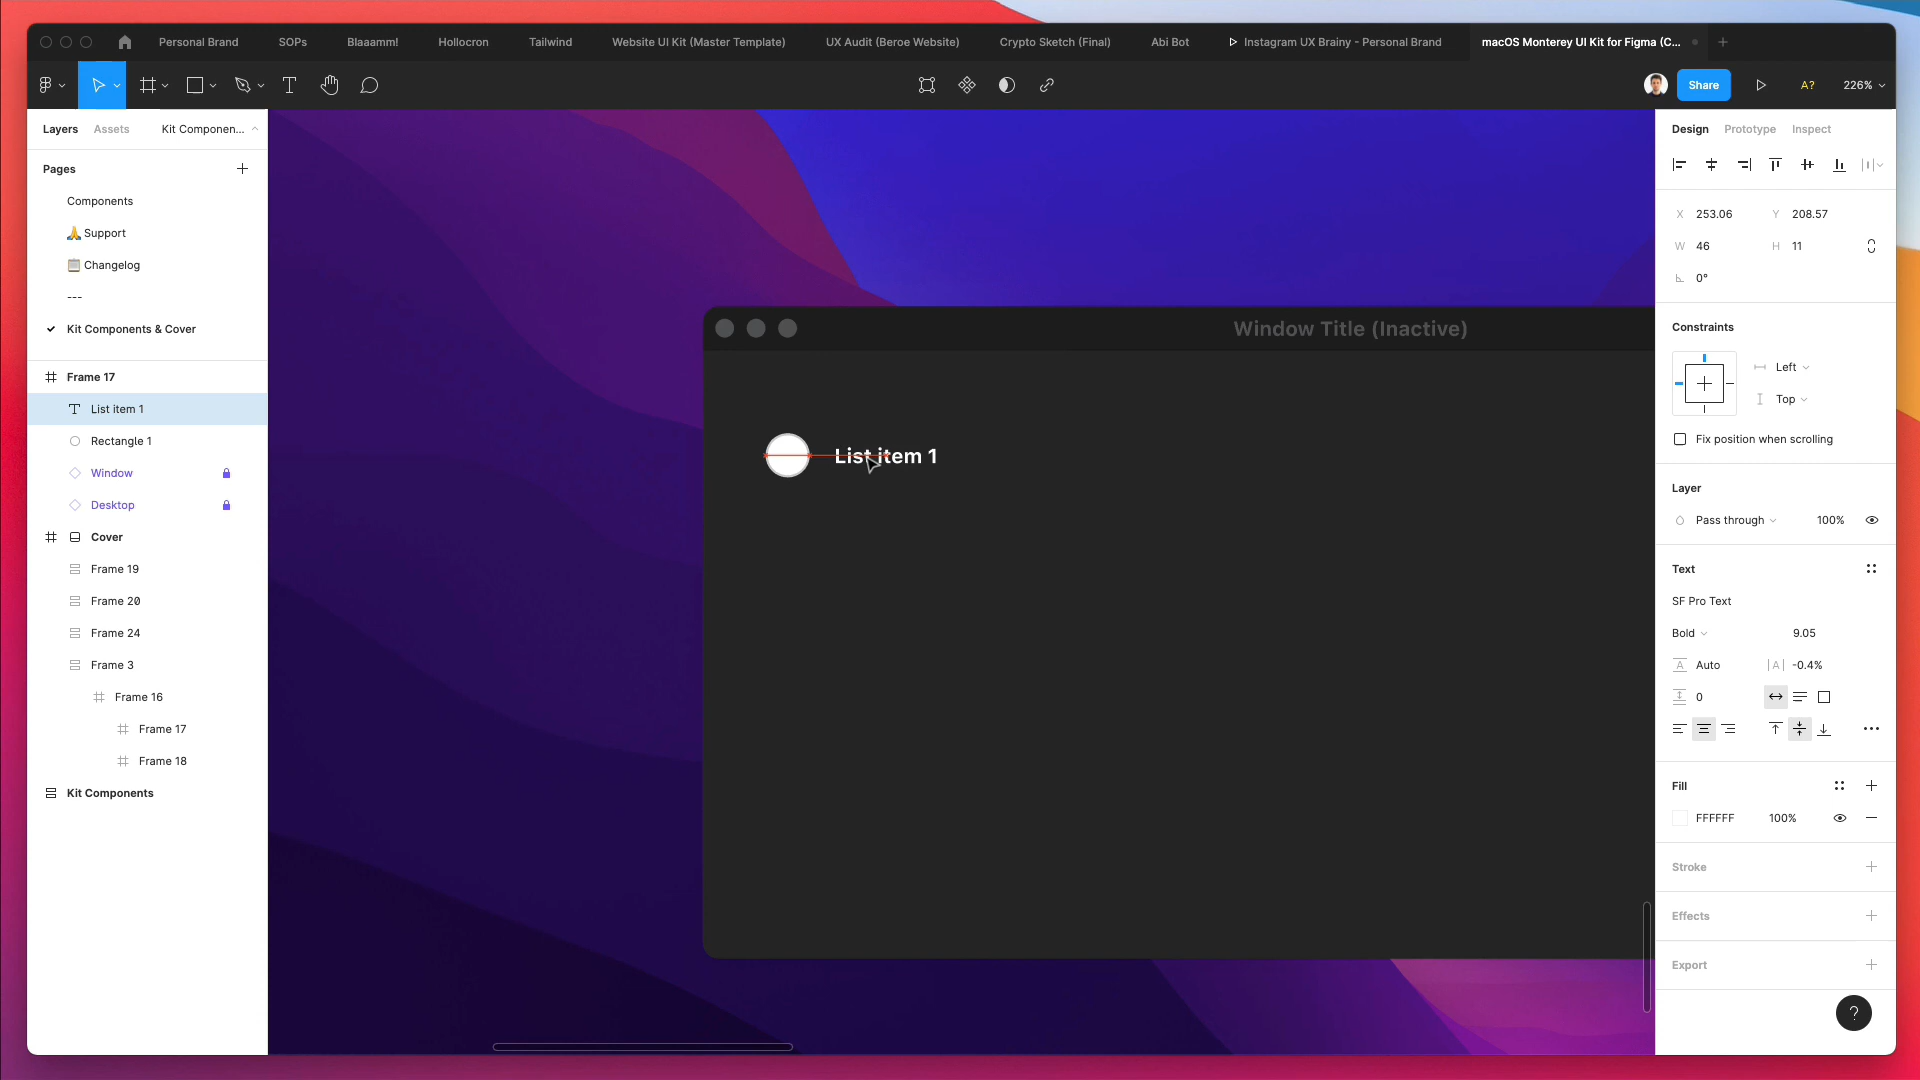 Personal Brand
SOPs
Blaaamm!
Hollocron
Tailwind
Website UI Kit (Master Template)
UX Audit (Beroe Website)
Crypto Sketch (Final)
Abi Bot
Instagram UX Brainy - Personal Brand
macOS Monterey UI Kit for Figma (C...
Share
A?
226%
Layers
Assets
Kit Componen...
Pages
Components
🙏 Support
📋 Changelog
---
Kit Components & Cover
Frame 17
List item 1
Rectangle 1
Window
Desktop
Cover
Frame 19
Frame 20
Frame 24
Frame 3
Frame 16
Frame 17
Frame 18
Kit Components
Window Title (Inactive)
List item 1
Design
Prototype
Inspect
X 253.06
Y 208.57
W 46
H 11
0°
Constraints
Left
Top
Fix position when scrolling
Layer
Pass through
100%
Text
SF Pro Text
Bold
9.05
A Auto
|A| -0.4%
0
Fill
FFFFFF
100%
Stroke
Effects
Export
?